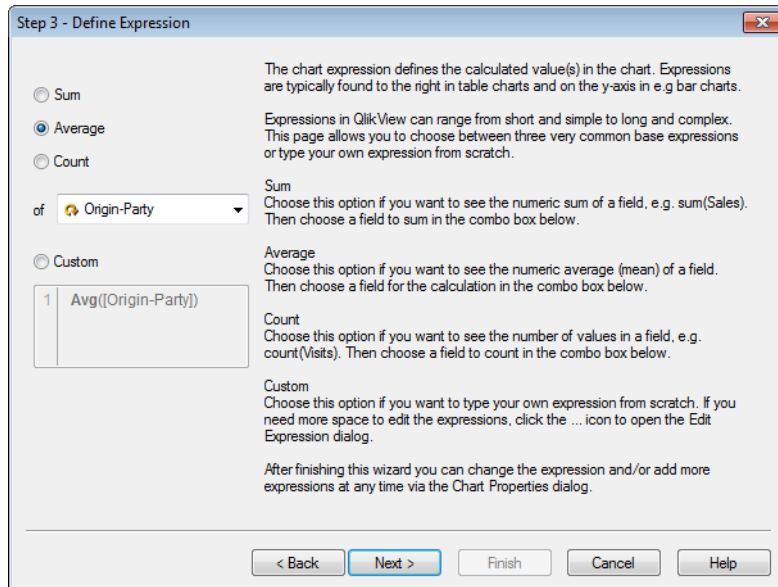 Step 3 - Define Expression
Sum
Average
Count
of Origin-Party
Custom
1 Avg([Origin-Party])
The chart expression defines the calculated value(s) in the chart. Expressions
are typically found to the right in table charts and on the y-axis in e.g bar charts.
Expressions in QlikView can range from short and simple to long and complex.
This page allows you to choose between three very common base expressions
or type your own expression from scratch.
Sum
Choose this option if you want to see the numeric sum of a field, e.g. sum(Sales).
Then choose a field to sum in the combo box below.
Average
Choose this option if you want to see the numeric average (mean) of a field.
Then choose a field for the calculation in the combo box below.
Count
Choose this option if you want to see the number of values in a field, e.g.
count(Visits). Then choose a field to count in the combo box below.
Custom
Choose this option if you want to type your own expression from scratch. If you
need more space to edit the expressions, click the ... icon to open the Edit
Expression dialog.
After finishing this wizard you can change the expression and/or add more
expressions at any time via the Chart Properties dialog.
< Back Next > Finish Cancel Help